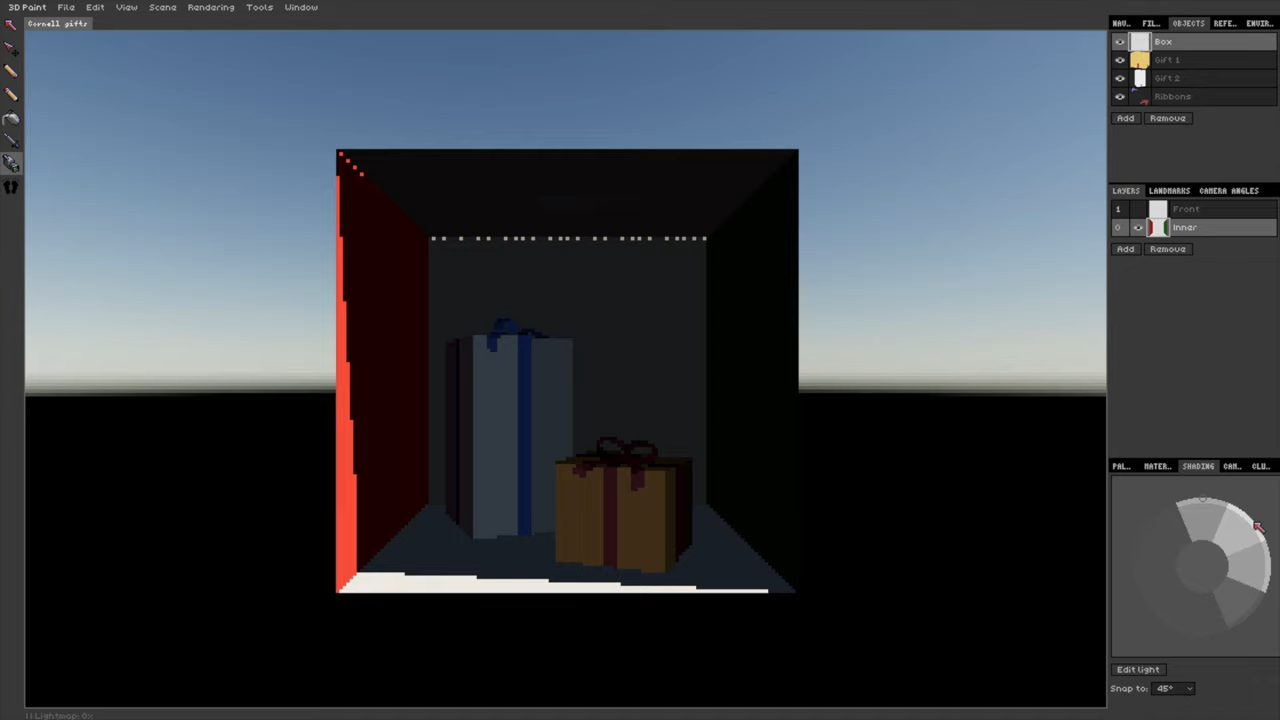 3D Paint File Edit View Scene Rendering Tools Window
Cornell gifts
NAV.. FIL.. OBJECTS REFE.. ENVIR..
Box
Gift 1
Gift 2
Ribbons
Add Remove
LAYERS LANDMARKS CAMERA ANGLES
1 Front
0 Inner
Add Remove
PAL.. MATER.. SHADING CAM.. CLU..
Edit light
Snap to: 45°
||Lightmap: 0x